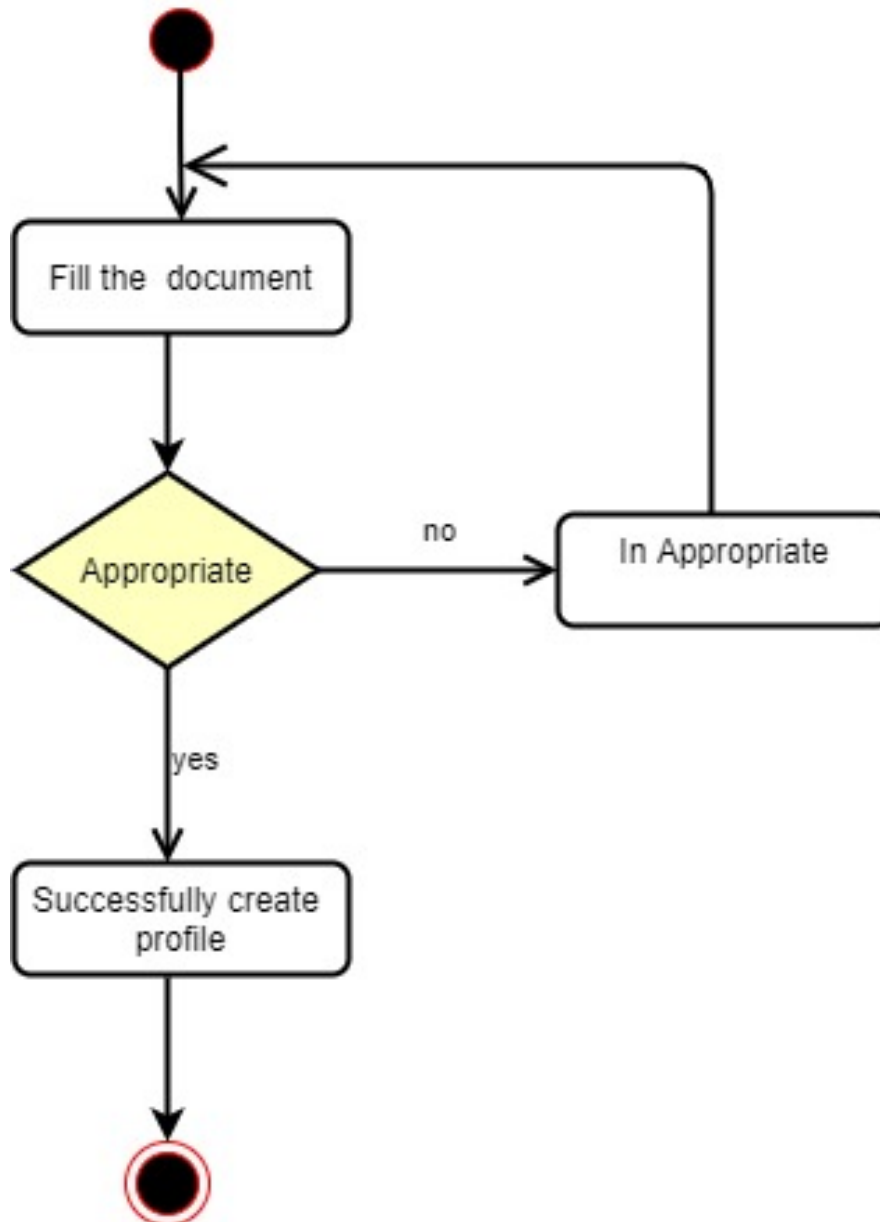 Fill the document
Appropriate
no
In Appropriate
yes
Successfully create
profile